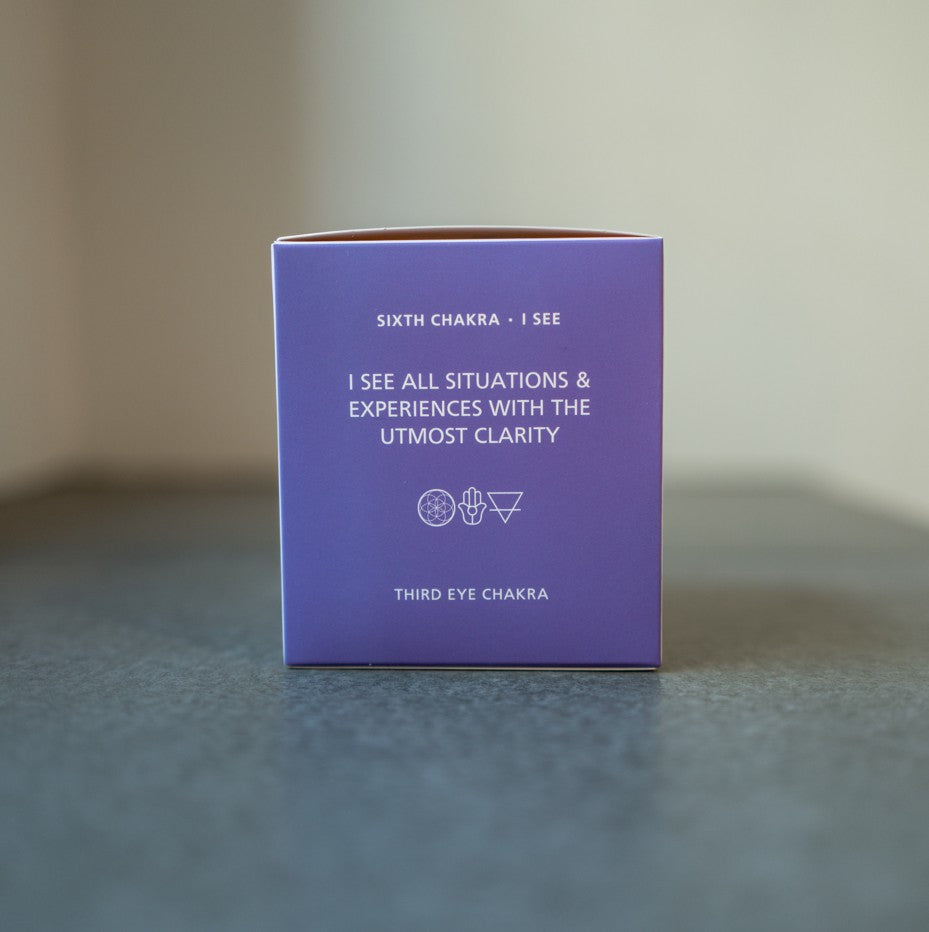 SIXTH CHAKRA · I SEE
I SEE ALL SITUATIONS &
EXPERIENCES WITH THE
UTMOST CLARITY
THIRD EYE CHAKRA